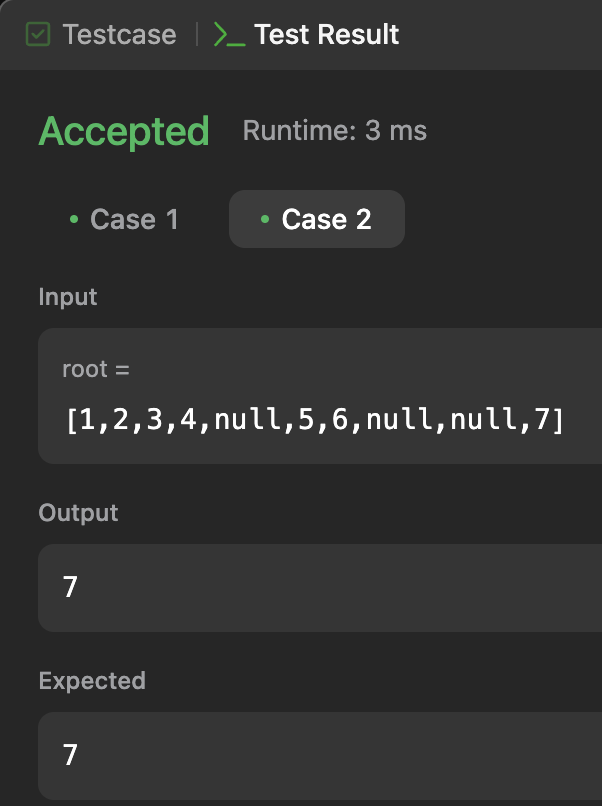 Testcase | >_ Test Result
Accepted Runtime: 3 ms
• Case 1 • Case 2
Input
root =
[1,2,3,4,null,5,6,null,null,7]
Output
7
Expected
7